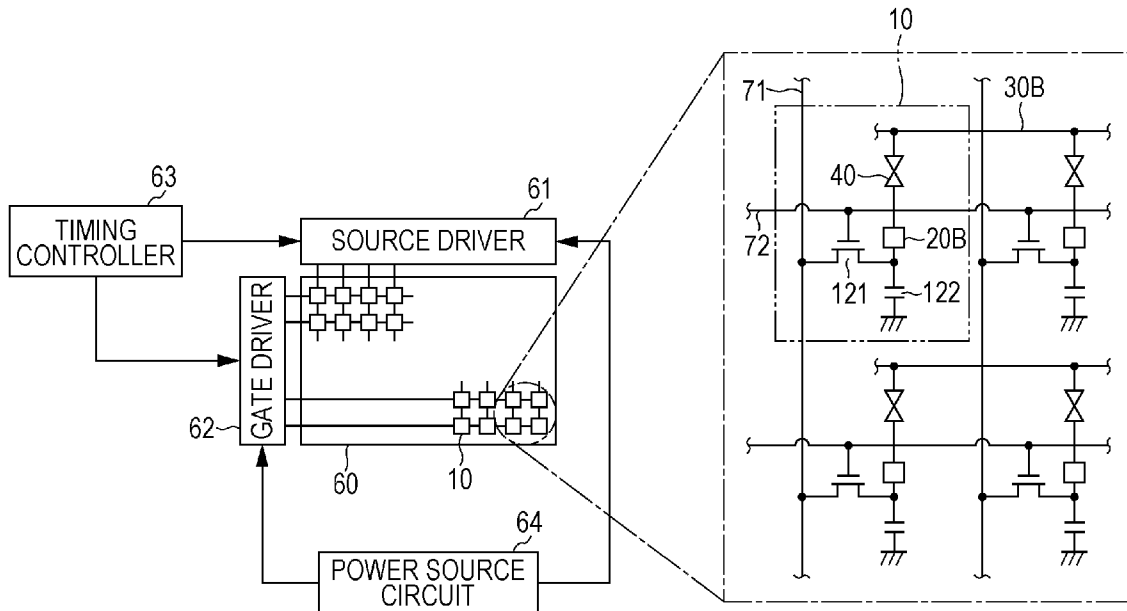 10
71
30B
40
63
TIMING
CONTROLLER
61
SOURCE DRIVER
72
20B
121
122
GATE DRIVER
62
60
10
64
POWER SOURCE
CIRCUIT